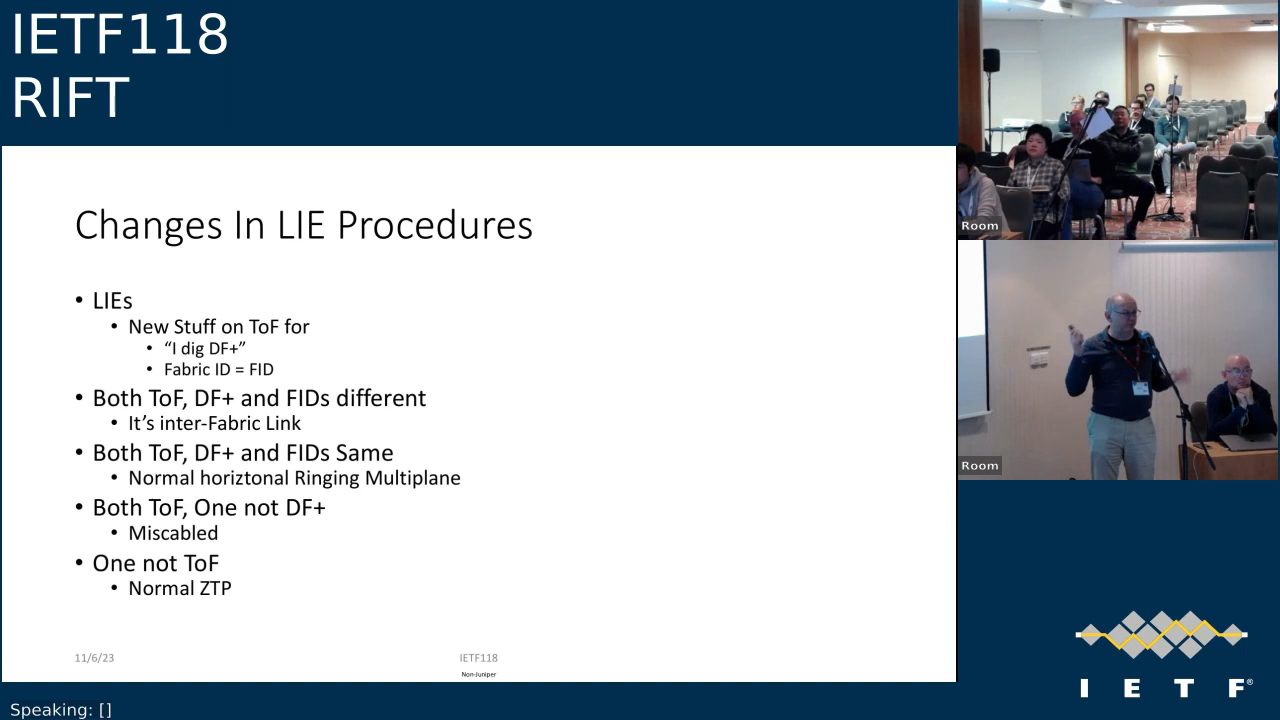 IETF118
RIFT
Changes In LIE Procedures
• LIEs
• New Stuff on ToF for
• “I dig DF+”
• Fabric ID = FID
• Both ToF, DF+ and FIDs different
• It’s inter-Fabric Link
• Both ToF, DF+ and FIDs Same
• Normal horiztonal Ringing Multiplane
• Both ToF, One not DF+
• Miscabled
• One not ToF
• Normal ZTP
11/6/23
IETF118
Non-Juniper
Room
Room
I E T F®
Speaking: []